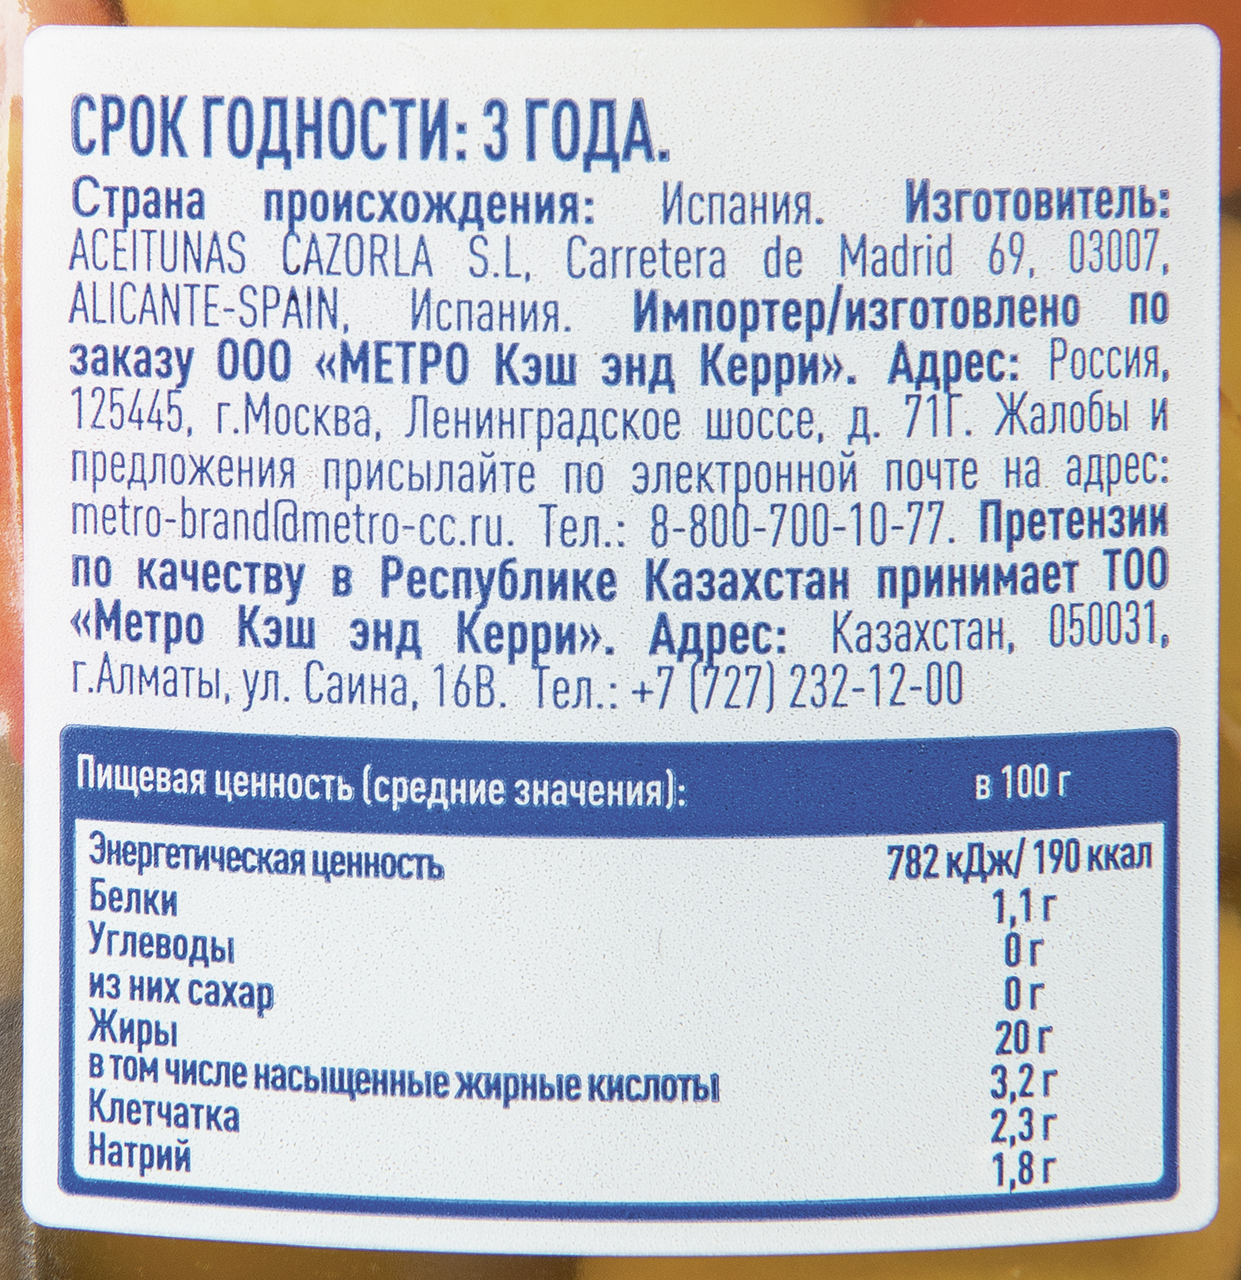 СРОК ГОДНОСТИ: 3 ГОДА.
Страна происхождения: Испания. Изготовитель:
ACEITUNAS CAZORLA S.L, Carretera de Madrid 69, 03007,
ALICANTE-SPAIN, Испания. Импортер/изготовлено по
заказу ООО «МЕТРО Кэш энд Керри». Адрес: Россия,
125445, г.Москва, Ленинградское шоссе, д. 71Г. Жалобы и
предложения присылайте по электронной почте на адрес:
metro-brand@metro-cc.ru. Тел.: 8-800-700-10-77. Претензии
по качеству в Республике Казахстан принимает ТОО
«Метро Кэш энд Керри». Адрес: Казахстан, 050031,
г.Алматы, ул. Саина, 16В. Тел.: +7 (727) 232-12-00
Пищевая ценность (средние значения): в 100 г
Энергетическая ценность 782 кДж/ 190 ккал
Белки 1,1 г
Углеводы 0 г
из них сахар 0 г
Жиры 20 г
в том числе насыщенные жирные кислоты 3,2 г
Клетчатка 2,3 г
Натрий 1,8 г